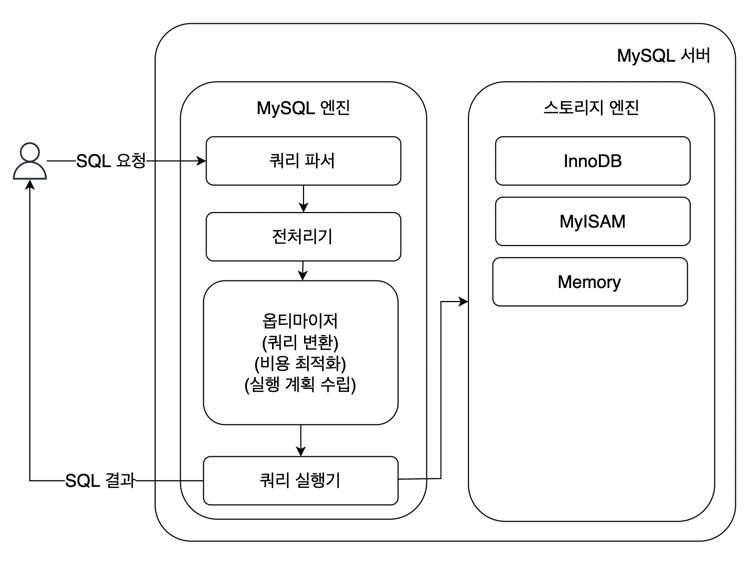 MySQL 서버
MySQL 엔진
스토리지 엔진
SQL 요청
쿼리 파서
InnoDB
전처리기
MyISAM
Memory
옵티마이저
(쿼리 변환)
(비용 최적화)
(실행 계획 수립)
SQL 결과
쿼리 실행기